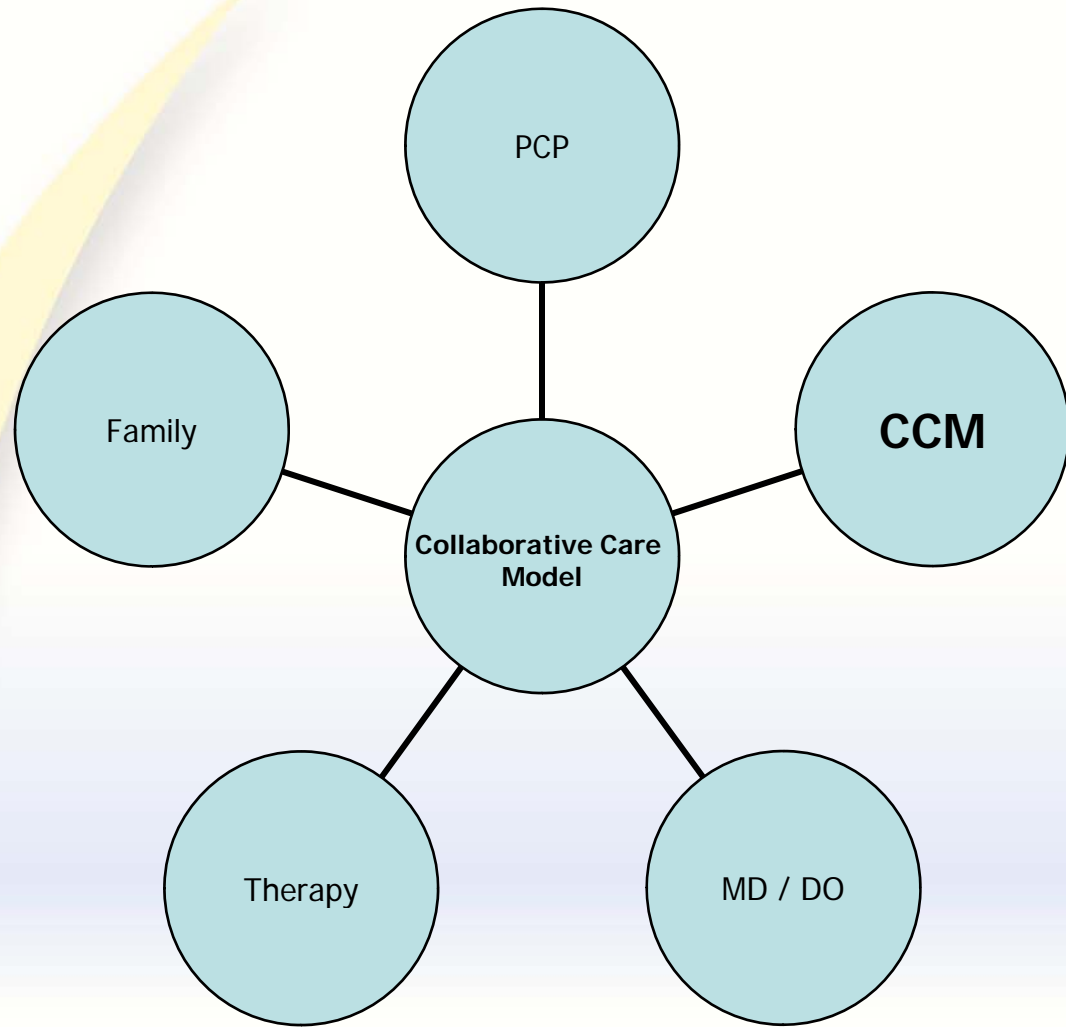 PCP
Family
CCM
Collaborative Care
Model
Therapy
MD / DO